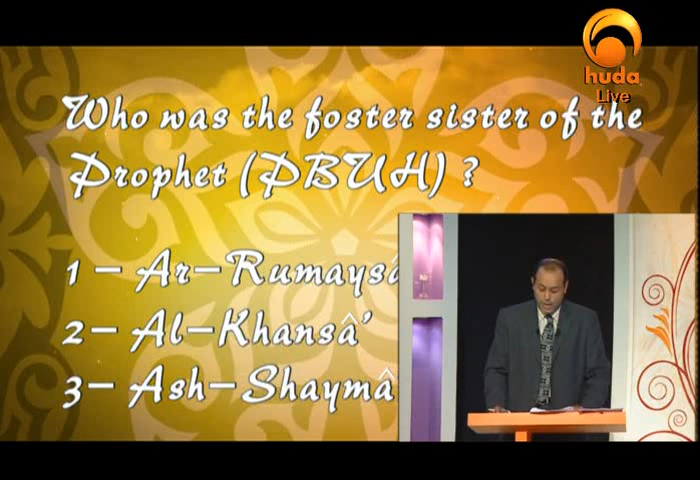 huda
Live
Who was the foster sister of the
Prophet (PBUH) ?
1 – Ar–Rumaysâ
2– Al–Khansâ'
3– Ash–Shaymâ